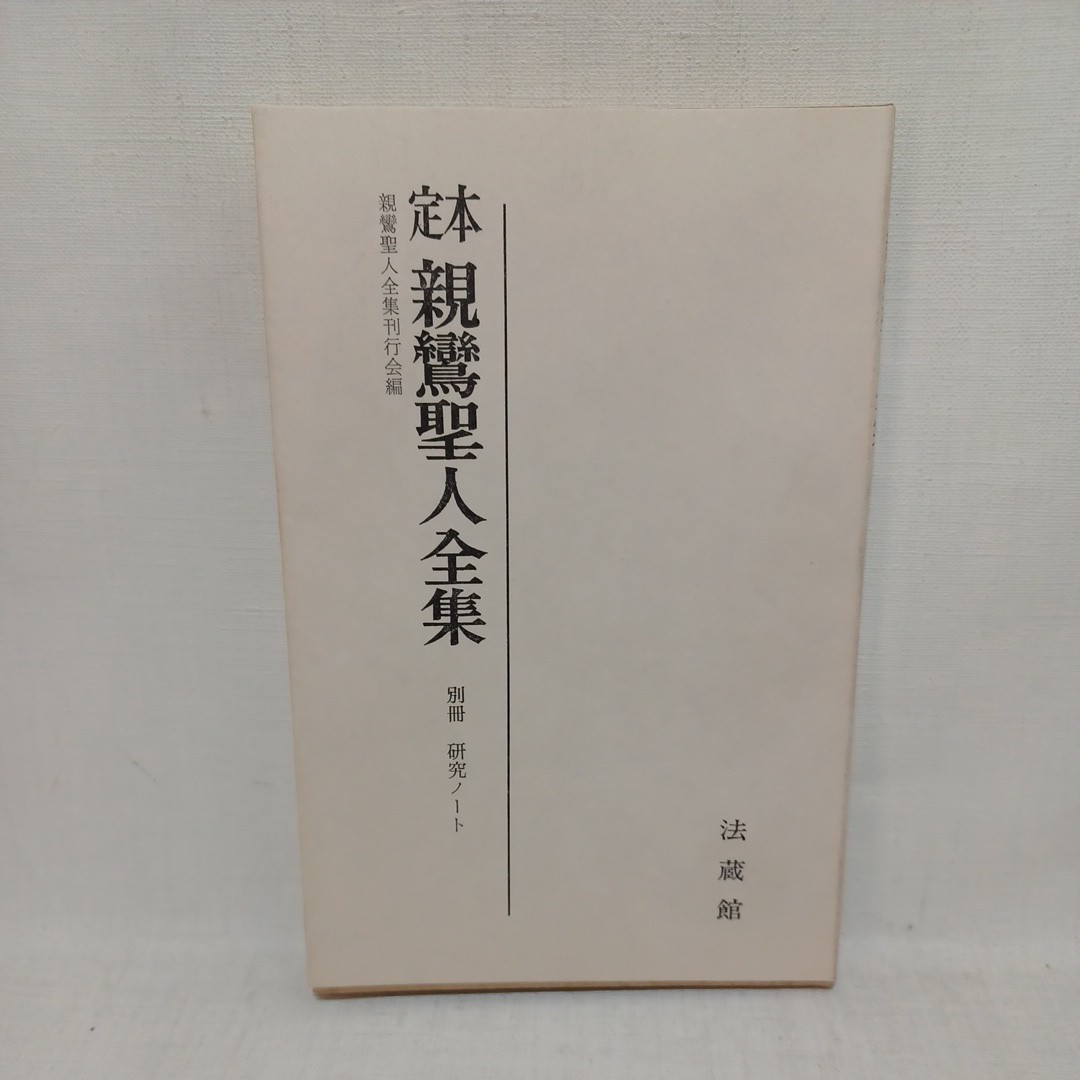 定本 親鸞聖人全集 別冊 研究ノート
親鸞聖人全集刊行会編
法蔵館